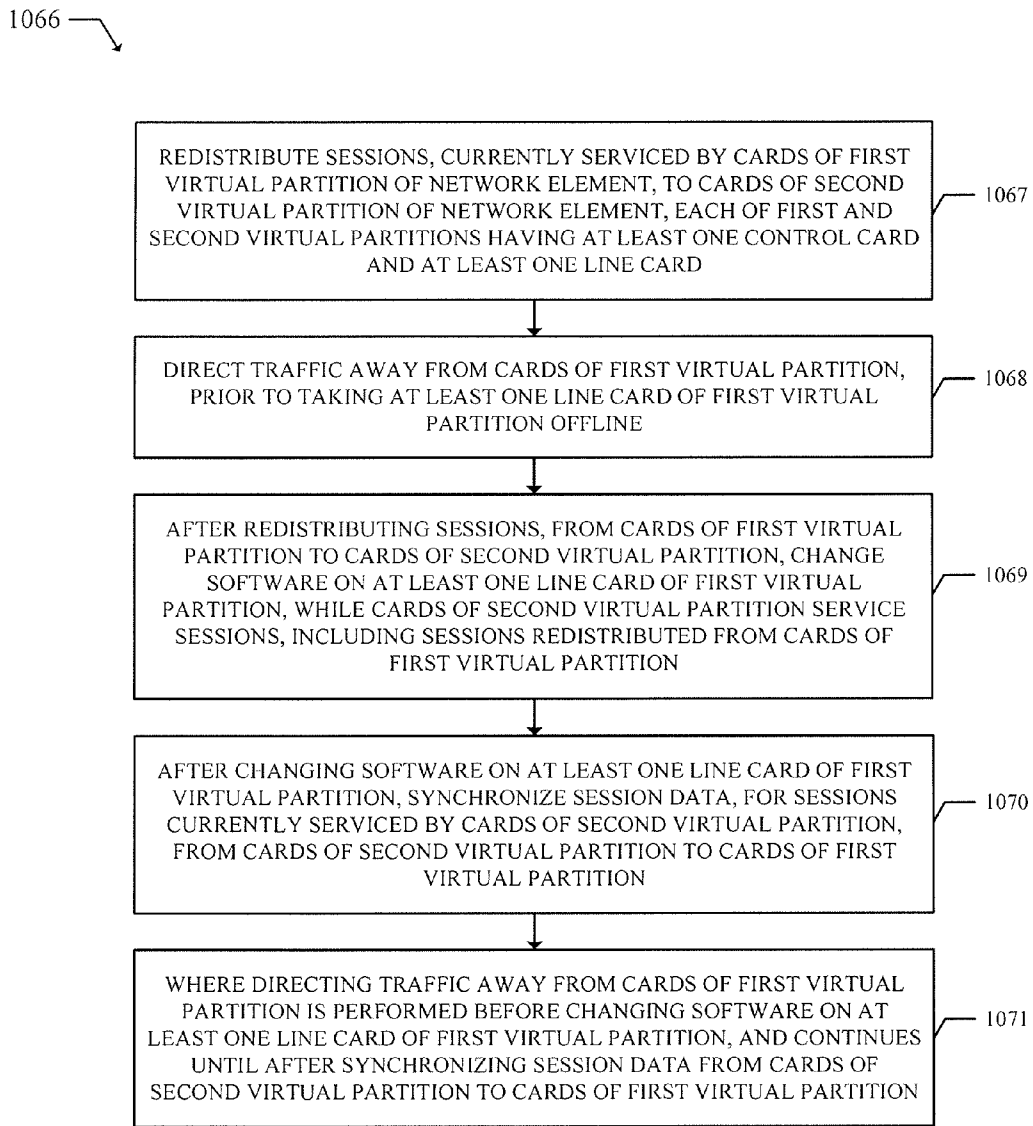 1066
REDISTRIBUTE SESSIONS, CURRENTLY SERVICED BY CARDS OF FIRST
VIRTUAL PARTITION OF NETWORK ELEMENT, TO CARDS OF SECOND
VIRTUAL PARTITION OF NETWORK ELEMENT, EACH OF FIRST AND
SECOND VIRTUAL PARTITIONS HAVING AT LEAST ONE CONTROL CARD
AND AT LEAST ONE LINE CARD
1067
DIRECT TRAFFIC AWAY FROM CARDS OF FIRST VIRTUAL PARTITION,
PRIOR TO TAKING AT LEAST ONE LINE CARD OF FIRST VIRTUAL
PARTITION OFFLINE
1068
AFTER REDISTRIBUTING SESSIONS, FROM CARDS OF FIRST VIRTUAL
PARTITION TO CARDS OF SECOND VIRTUAL PARTITION, CHANGE
SOFTWARE ON AT LEAST ONE LINE CARD OF FIRST VIRTUAL
PARTITION, WHILE CARDS OF SECOND VIRTUAL PARTITION SERVICE
SESSIONS, INCLUDING SESSIONS REDISTRIBUTED FROM CARDS OF
FIRST VIRTUAL PARTITION
1069
AFTER CHANGING SOFTWARE ON AT LEAST ONE LINE CARD OF FIRST
VIRTUAL PARTITION, SYNCHRONIZE SESSION DATA, FOR SESSIONS
CURRENTLY SERVICED BY CARDS OF SECOND VIRTUAL PARTITION,
FROM CARDS OF SECOND VIRTUAL PARTITION TO CARDS OF FIRST
VIRTUAL PARTITION
1070
WHERE DIRECTING TRAFFIC AWAY FROM CARDS OF FIRST VIRTUAL
PARTITION IS PERFORMED BEFORE CHANGING SOFTWARE ON AT
LEAST ONE LINE CARD OF FIRST VIRTUAL PARTITION, AND CONTINUES
UNTIL AFTER SYNCHRONIZING SESSION DATA FROM CARDS OF
SECOND VIRTUAL PARTITION TO CARDS OF FIRST VIRTUAL PARTITION
1071